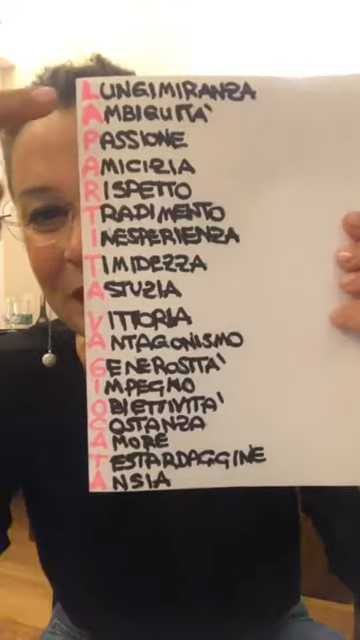 LUNGIMIRANZA
AMBIGUITA'
PASSIONE
AMICIZIA
RISPETTO
TRADIMENTO
INESPERIENZA
TIMIDEZZA
ASTUZIA
VITTORIA
ANTAGONISMO
GENEROSITA'
IMPEGNO
OBIETTIVITA'
COSTANZA
AMORE
TESTARDAGGINE
ANSIA